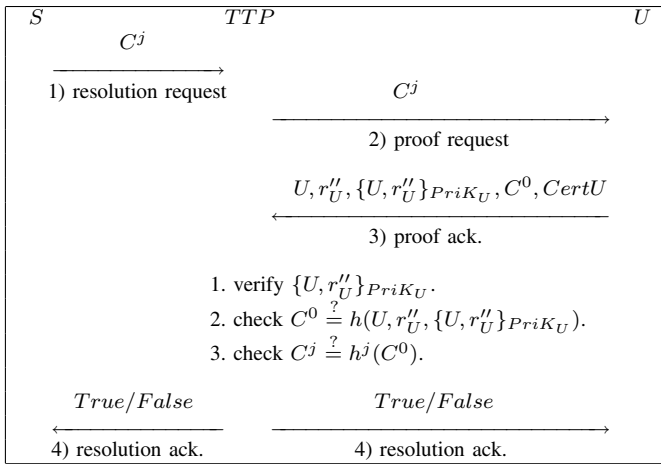 S TTP U
C^j
1) resolution request
C^j
2) proof request
U, r''_U, {U, r''_U}_{PriK_U}, C^0, CertU
3) proof ack.
1. verify {U, r''_U}_{PriK_U}.
2. check C^0 ≟ h(U, r''_U, {U, r''_U}_{PriK_U}).
3. check C^j ≟ h^j(C^0).
True/False True/False
4) resolution ack. 4) resolution ack.